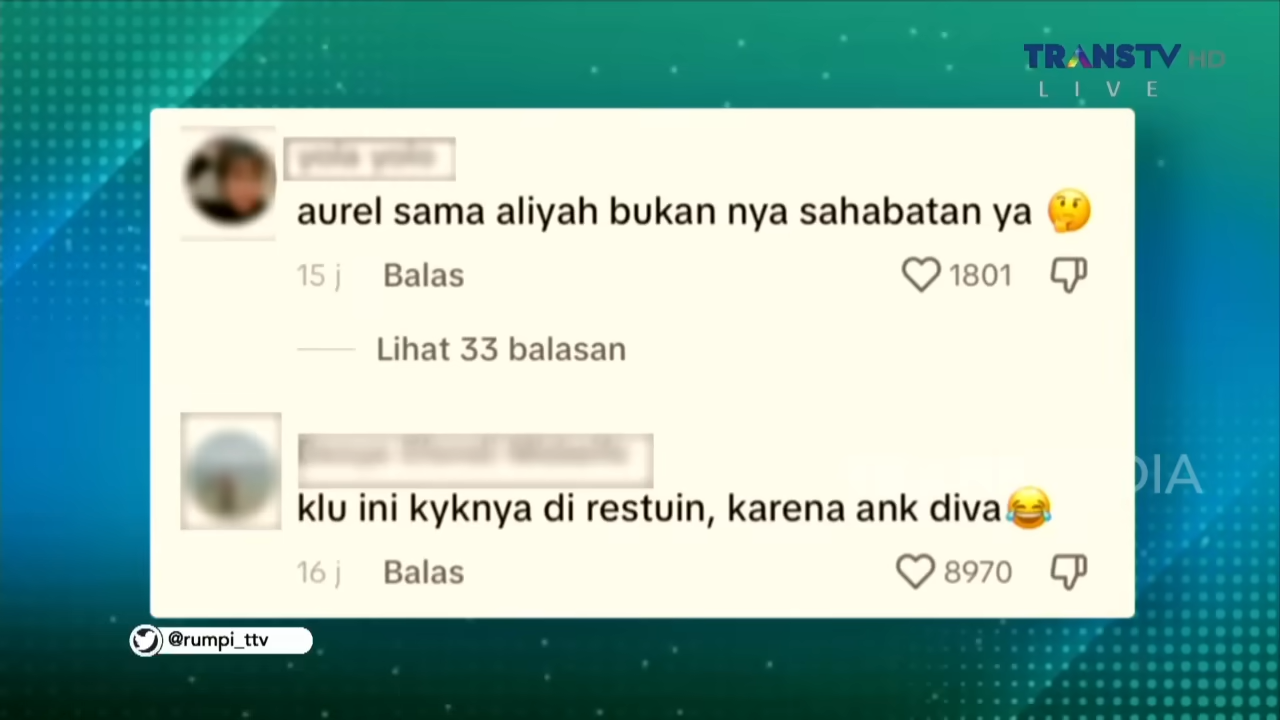 TRANSTV HD
LIVE
aurel sama aliyah bukan nya sahabatan ya 🤔
15 j Balas 1801
Lihat 33 balasan
klu ini kyknya di restuin, karena ank diva😂
16 j Balas 8970
@rumpi_ttv